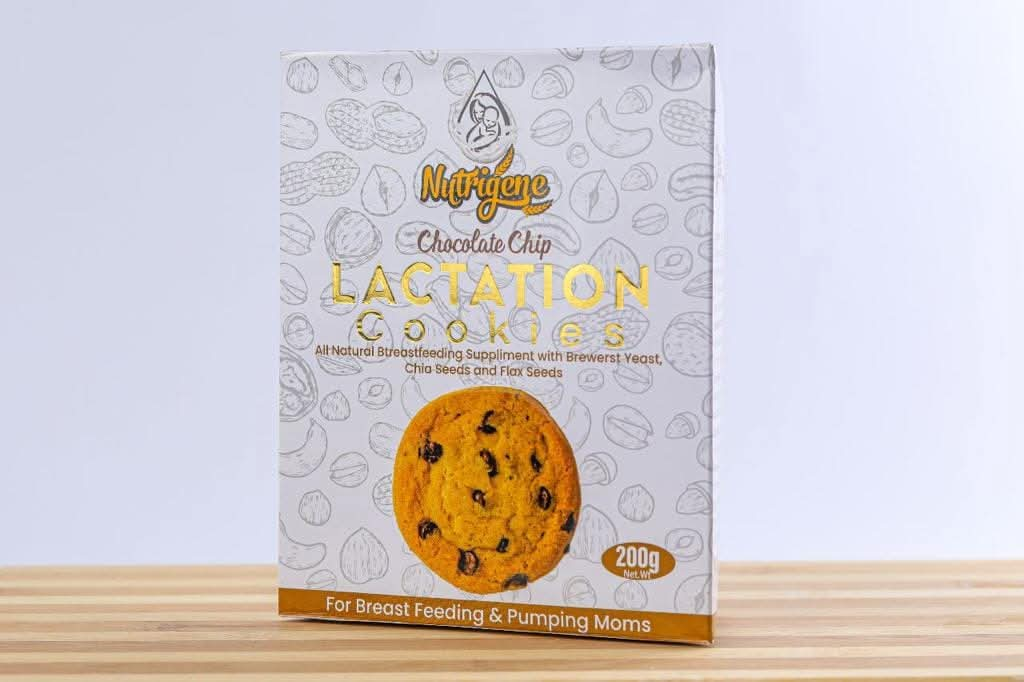 Nutrigene
Chocolate Chip
LACTATION
Cookies
All Natural Btreastfeeding Suppliment with Brewerst Yeast,
Chia Seeds and Flax Seeds
200g
Net.Wt
For Breast Feeding & Pumping Moms